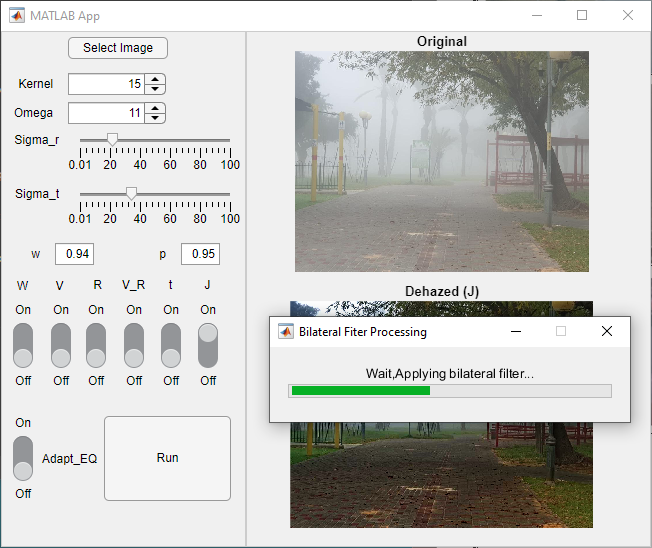 MATLAB App
Select Image
Kernel 15
Omega 11
Sigma_r
0.01 20 40 60 80 100
Sigma_t
0.01 20 40 60 80 100
w 0.94 p 0.95
W V R V_R t J
On On On On On On
Off Off Off Off Off Off
On
Adapt_EQ
Off
Run
Original
Dehazed (J)
Bilateral Fiter Processing
Wait,Applying bilateral filter...